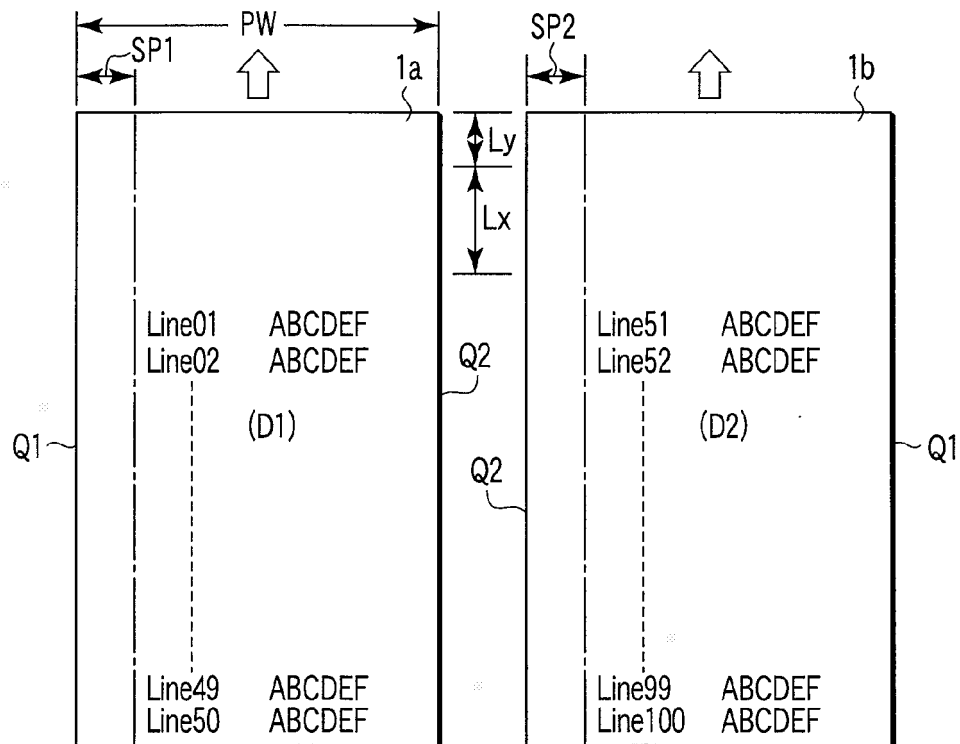 PW
SP1
SP2
1a
1b
Ly
Lx
Line01 ABCDEF
Line02 ABCDEF
(D1)
Q1
Q2
Line49 ABCDEF
Line50 ABCDEF
Line51 ABCDEF
Line52 ABCDEF
(D2)
Q2
Q1
Line99 ABCDEF
Line100 ABCDEF